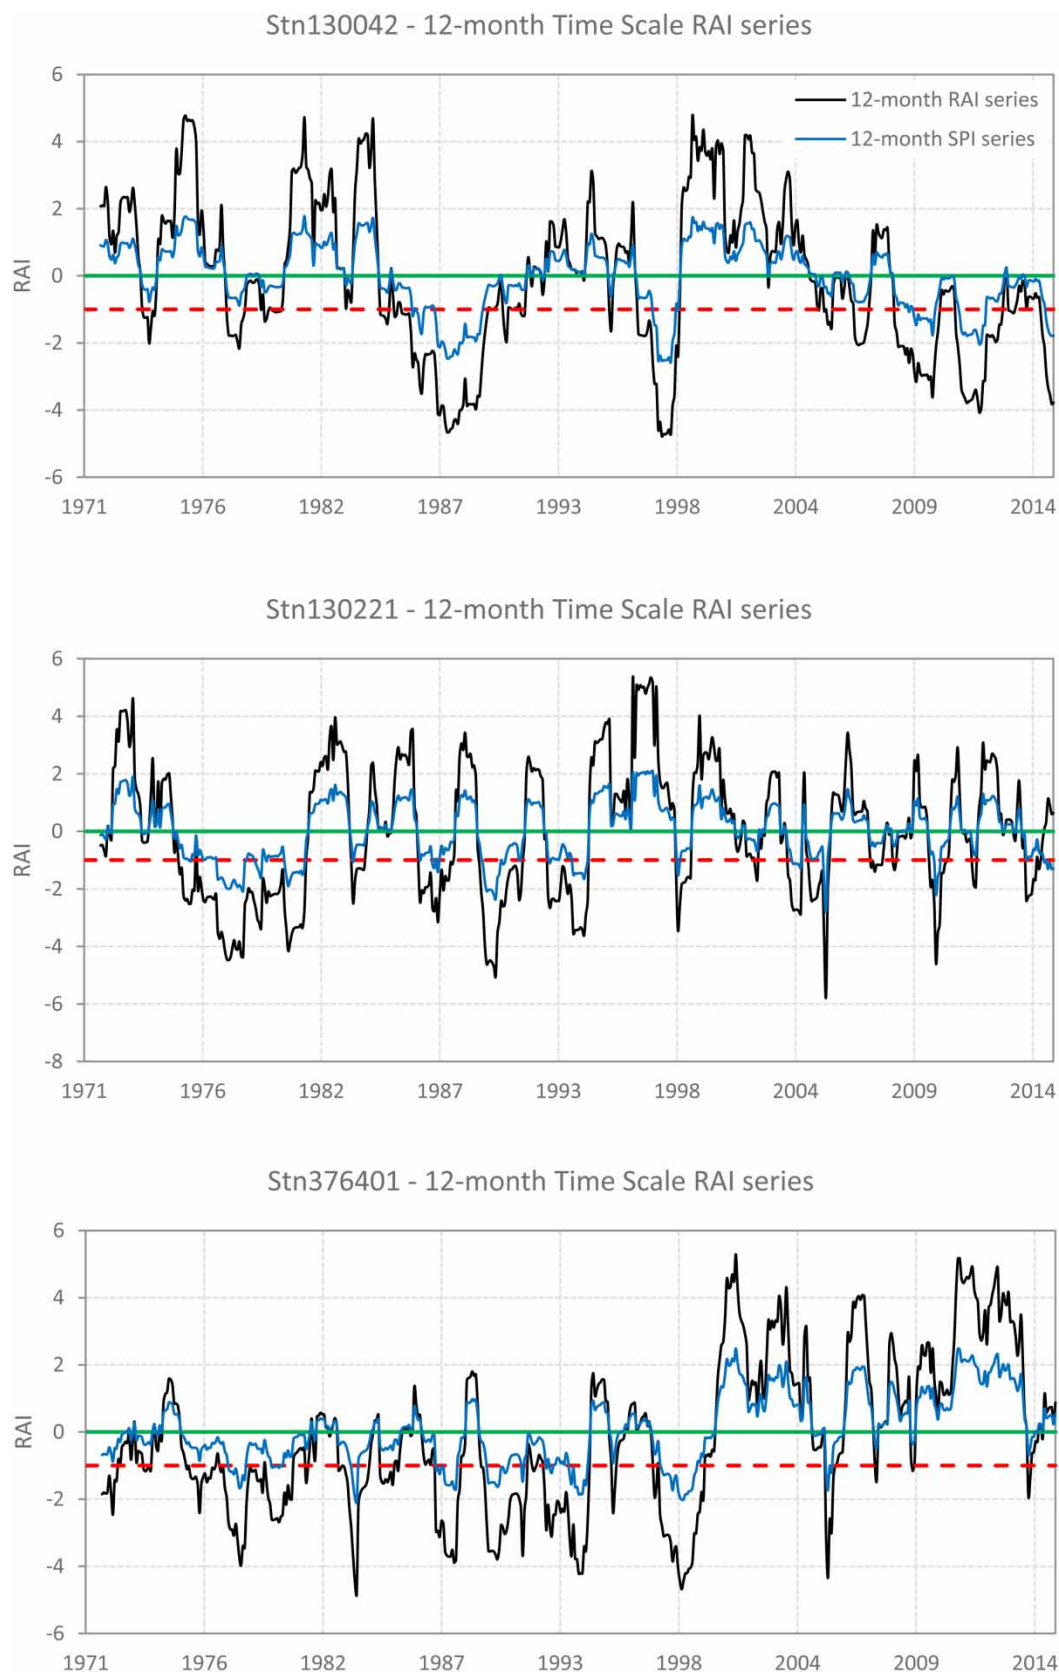 Stn130042 - 12-month Time Scale RAI series
6
12-month RAI series
4
12-month SPI series
2
RAI
0
-2
-4
-6
1971 1976 1982 1987 1993 1998 2004 2009 2014
Stn130221 - 12-month Time Scale RAI series
6
4
2
RAI
0
-2
-4
-6
-8
1971 1976 1982 1987 1993 1998 2004 2009 2014
Stn376401 - 12-month Time Scale RAI series
6
4
2
RAI
0
-2
-4
-6
1971 1976 1982 1987 1993 1998 2004 2009 2014